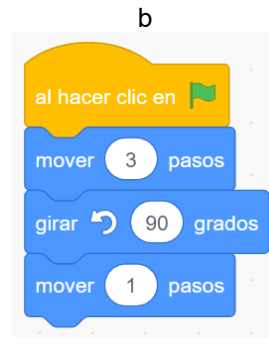 b
al hacer clic en
mover 3 pasos
girar 90 grados
mover 1 pasos